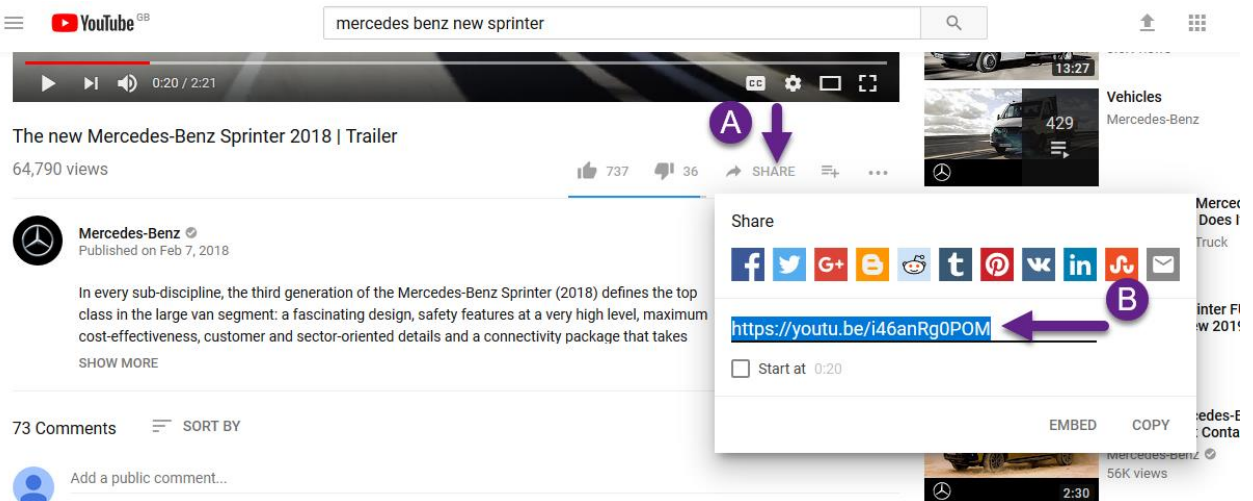 YouTube GB
mercedes benz new sprinter
0:20 / 2:21
CC
13:27
The new Mercedes-Benz Sprinter 2018 | Trailer
64,790 views
737
36
SHARE
A
Mercedes-Benz
Published on Feb 7, 2018
In every sub-discipline, the third generation of the Mercedes-Benz Sprinter (2018) defines the top
class in the large van segment: a fascinating design, safety features at a very high level, maximum
cost-effectiveness, customer and sector-oriented details and a connectivity package that takes
SHOW MORE
73 Comments
SORT BY
Add a public comment...
Share
f
G+
B
t
vk
in
B
https://youtu.be/i46anRg0POM
Start at 0:20
EMBED
COPY
Vehicles
Mercedes-Benz
429
Does
Truck
Mercedes-Benz
56K views
2:30